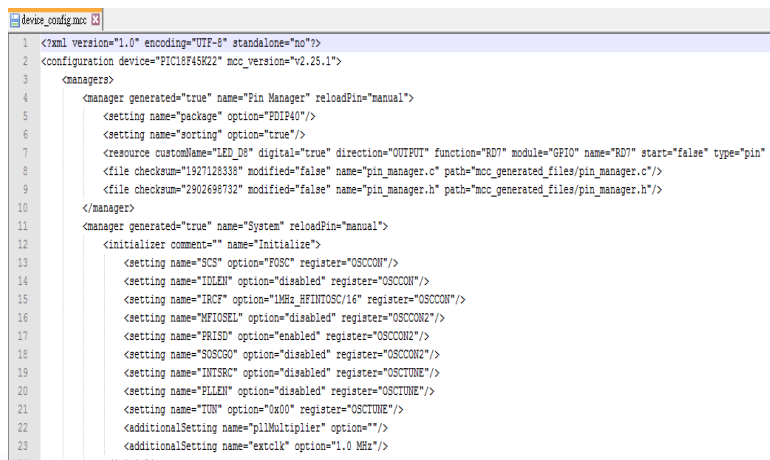 device_config.mcc
1 <?xml version="1.0" encoding="UTF-8" standalone="no"?>
2 <configuration device="PIC18F45K22" mcc_version="v2.25.1">
3 <managers>
4 <manager generated="true" name="Pin Manager" reloadPin="manual">
5 <setting name="package" option="PDIP40"/>
6 <setting name="sorting" option="true"/>
7 <resource customName="LED_D8" digital="true" direction="OUTPUT" function="RD7" module="GPIO" name="RD7" start="false" type="pin"
8 <file checksum="1927128338" modified="false" name="pin_manager.c" path="mcc_generated_files/pin_manager.c"/>
9 <file checksum="2902698732" modified="false" name="pin_manager.h" path="mcc_generated_files/pin_manager.h"/>
10 </manager>
11 <manager generated="true" name="System" reloadPin="manual">
12 <initializer comment="" name="Initialize">
13 <setting name="SCS" option="FOSC" register="OSCCON"/>
14 <setting name="IDLEN" option="disabled" register="OSCCON"/>
15 <setting name="IRCF" option="1MHz_HFINTOSC/16" register="OSCCON"/>
16 <setting name="MFIOSEL" option="disabled" register="OSCCON2"/>
17 <setting name="PRISD" option="enabled" register="OSCCON2"/>
18 <setting name="SOSCGO" option="disabled" register="OSCCON2"/>
19 <setting name="INTSRC" option="disabled" register="OSCTUNE"/>
20 <setting name="PLLEN" option="disabled" register="OSCTUNE"/>
21 <setting name="TUN" option="0x00" register="OSCTUNE"/>
22 <additionalSetting name="pllMultiplier" option=""/>
23 <additionalSetting name="extclk" option="1.0 MHz"/>